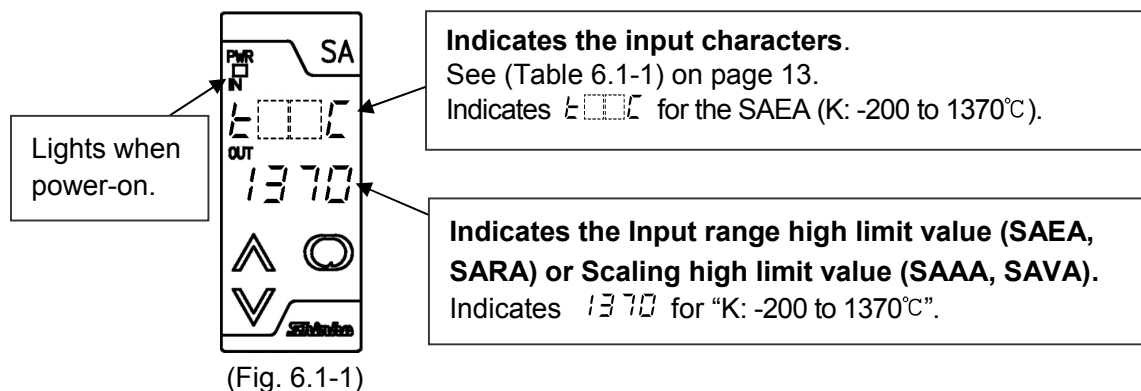 PWR
SA
IN
t C
OUT
1370
Shinko
Lights when
power-on.
Indicates the input characters.
See (Table 6.1-1) on page 13.
Indicates t C for the SAEA (K: -200 to 1370℃).
Indicates the Input range high limit value (SAEA,
SARA) or Scaling high limit value (SAAA, SAVA).
Indicates 1370 for “K: -200 to 1370℃”.
(Fig. 6.1-1)